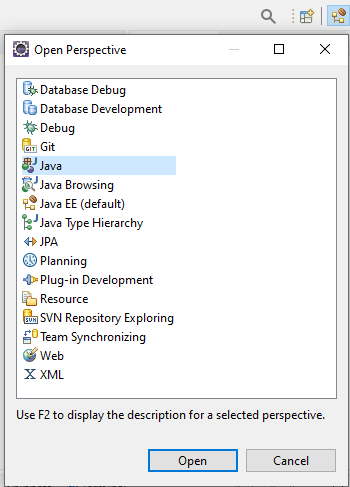 Open Perspective
Database Debug
Database Development
Debug
GIT Git
Java
Java Browsing
Java EE (default)
Java Type Hierarchy
JPA
Planning
Plug-in Development
Resource
SVN SVN Repository Exploring
Team Synchronizing
Web
X XML
Use F2 to display the description for a selected perspective.
Open Cancel